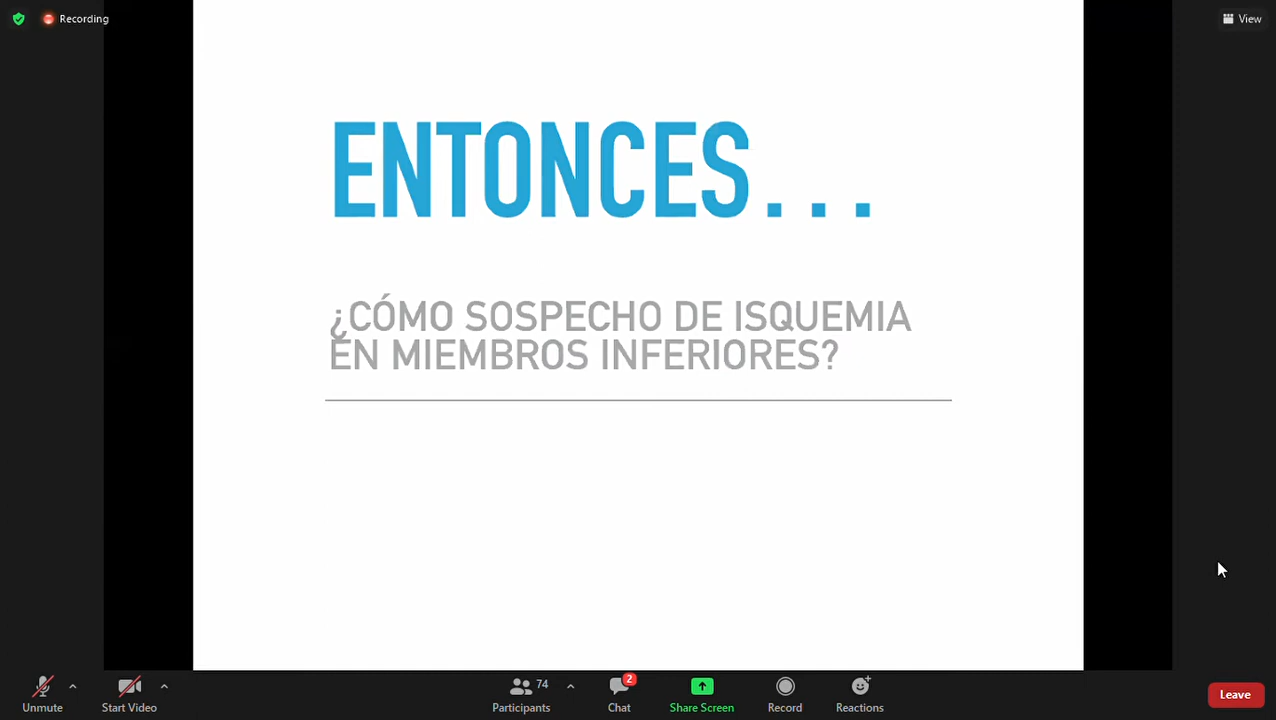 Recording
View
ENTONCES...
¿CÓMO SOSPECHO DE ISQUEMIA
EN MIEMBROS INFERIORES?
74
2
Unmute
Start Video
Participants
Chat
Share Screen
Record
Reactions
Leave